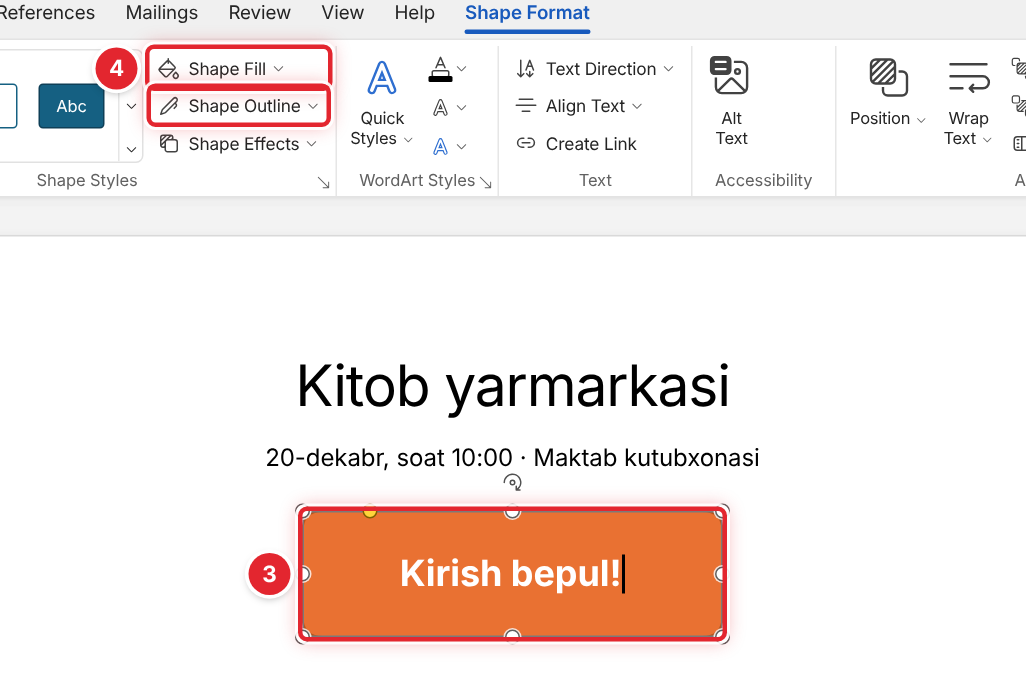 References Mailings Review View Help Shape Format
4
Abc
Shape Fill
Shape Outline
Shape Effects
Shape Styles
A
Quick
Styles
A
A
A
WordArt Styles
Text Direction
Align Text
Create Link
Text
Alt
Text
Accessibility
Position
Wrap
Text
A
Kitob yarmarkasi
20-dekabr, soat 10:00 · Maktab kutubxonasi
3
Kirish bepul!